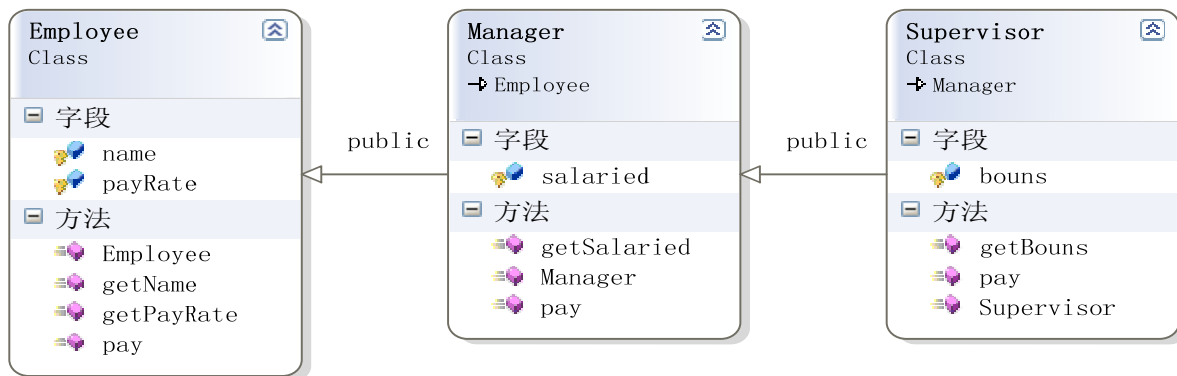 Employee
Class
字段
name
payRate
方法
Employee
getName
getPayRate
pay
public
Manager
Class
Employee
字段
salaried
方法
getSalaried
Manager
pay
public
Supervisor
Class
Manager
字段
bouns
方法
getBouns
pay
Supervisor